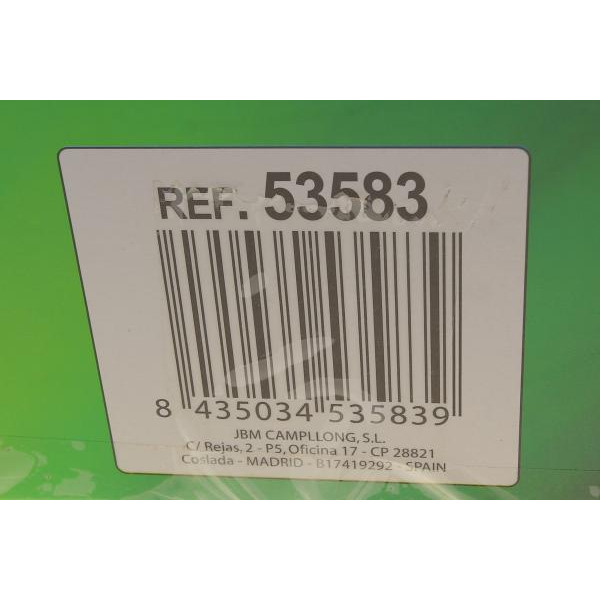 REF. 53583
8 435034 535839
JBM CAMPLLONG, S.L.
C/ Rejas, 2 - P5, Oficina 17 - CP 28821
Coslada - MADRID - B17419292 - SPAIN